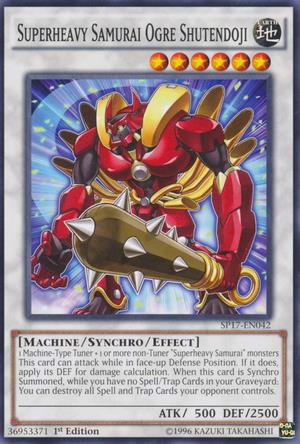 SUPERHEAVY SAMURAI OGRE SHUTENDOJI
EARTH
地
SP17-EN042
[MACHINE/SYNCHRO/EFFECT]
1 Machine-Type Tuner + 1 or more non-Tuner "Superheavy Samurai" monsters
This card can attack while in face-up Defense Position. If it does,
apply its DEF for damage calculation. When this card is Synchro
Summoned, while you have no Spell/Trap Cards in your Graveyard:
You can destroy all Spell and Trap Cards your opponent controls.
ATK/ 500 DEF/2500
36953371 1st Edition
©1996 KAZUKI TAKAHASHI